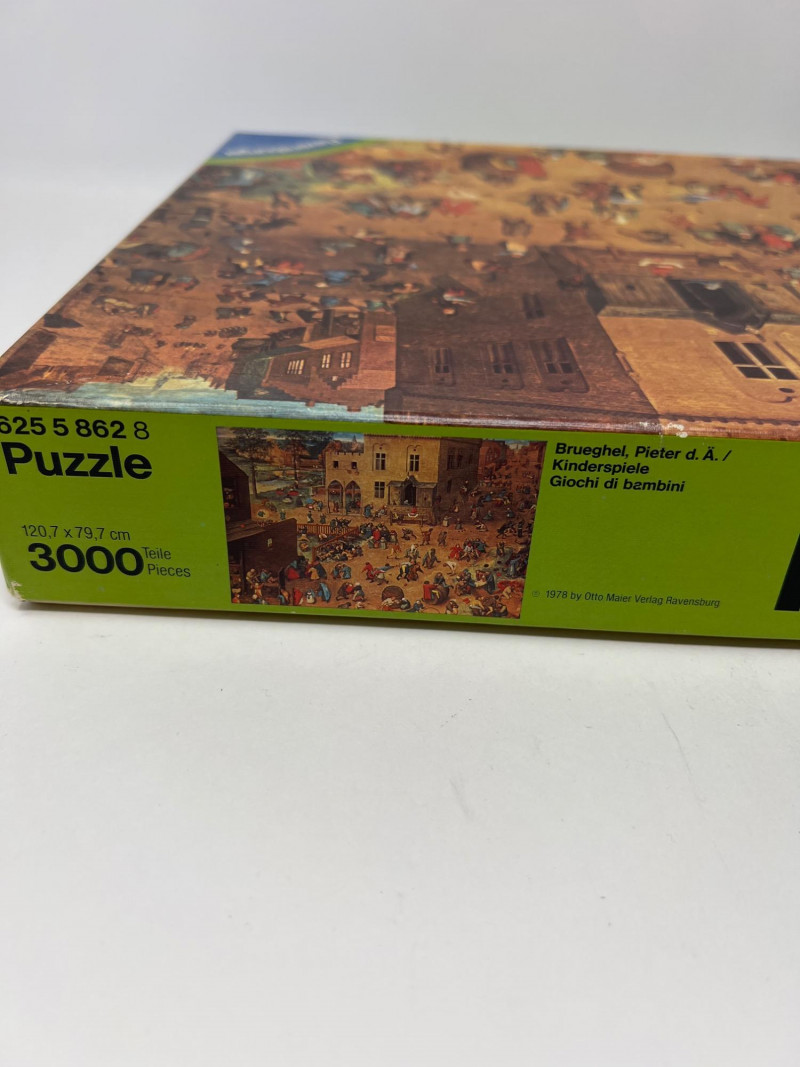 625 5 862 8
Puzzle
120,7 x 79,7 cm
3000 Teile
Pieces
Brueghel, Pieter d. Ä. /
Kinderspiele
Giochi di bambini
© 1978 by Otto Maier Verlag Ravensburg